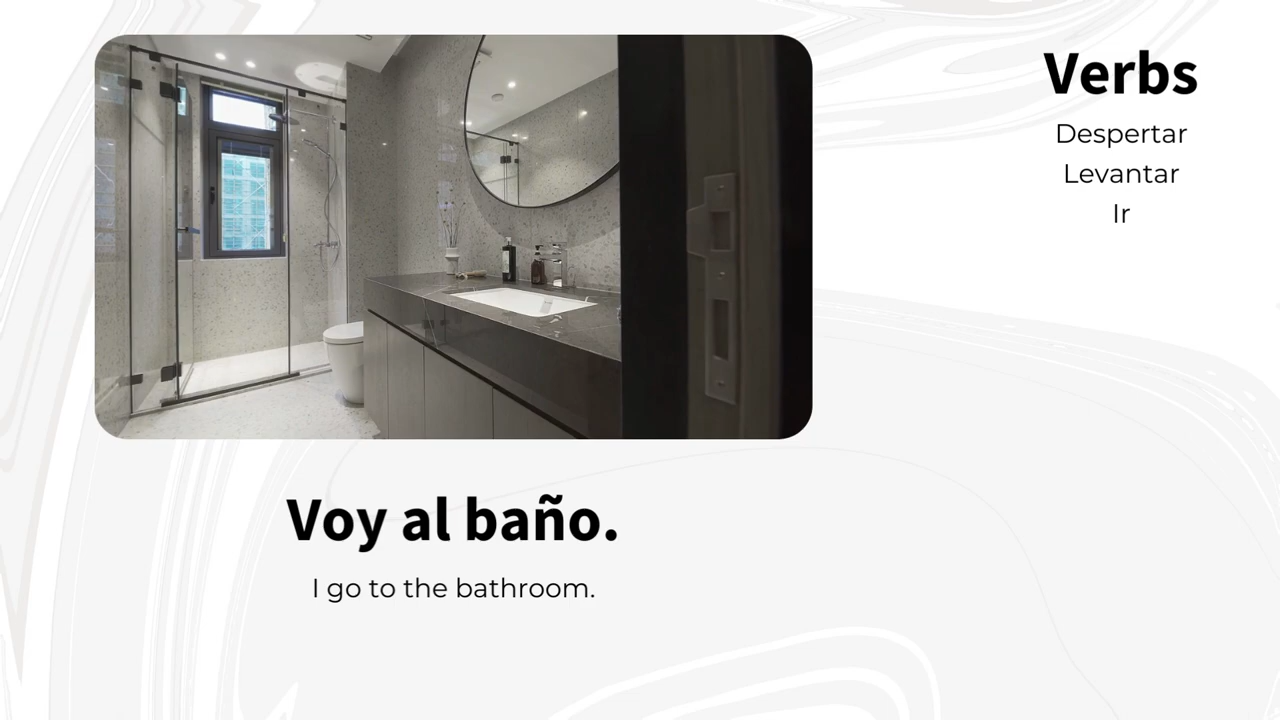 Verbs
Despertar
Levantar
Ir
Voy al baño.
I go to the bathroom.